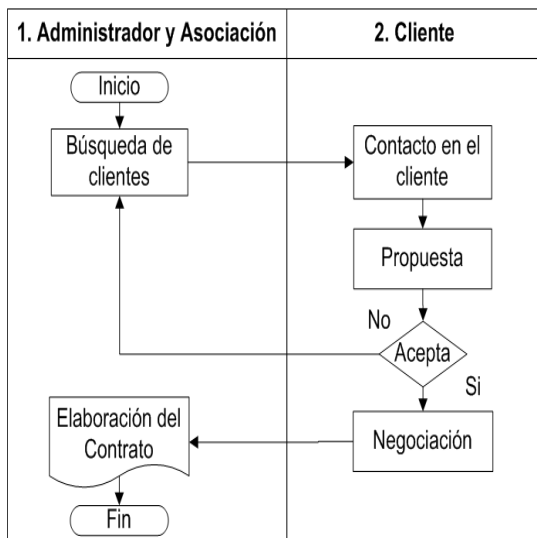 1. Administrador y Asociación
2. Cliente
Inicio
Búsqueda de
clientes
Contacto en el
cliente
Propuesta
No
Acepta
Si
Elaboración del
Contrato
Negociación
Fin